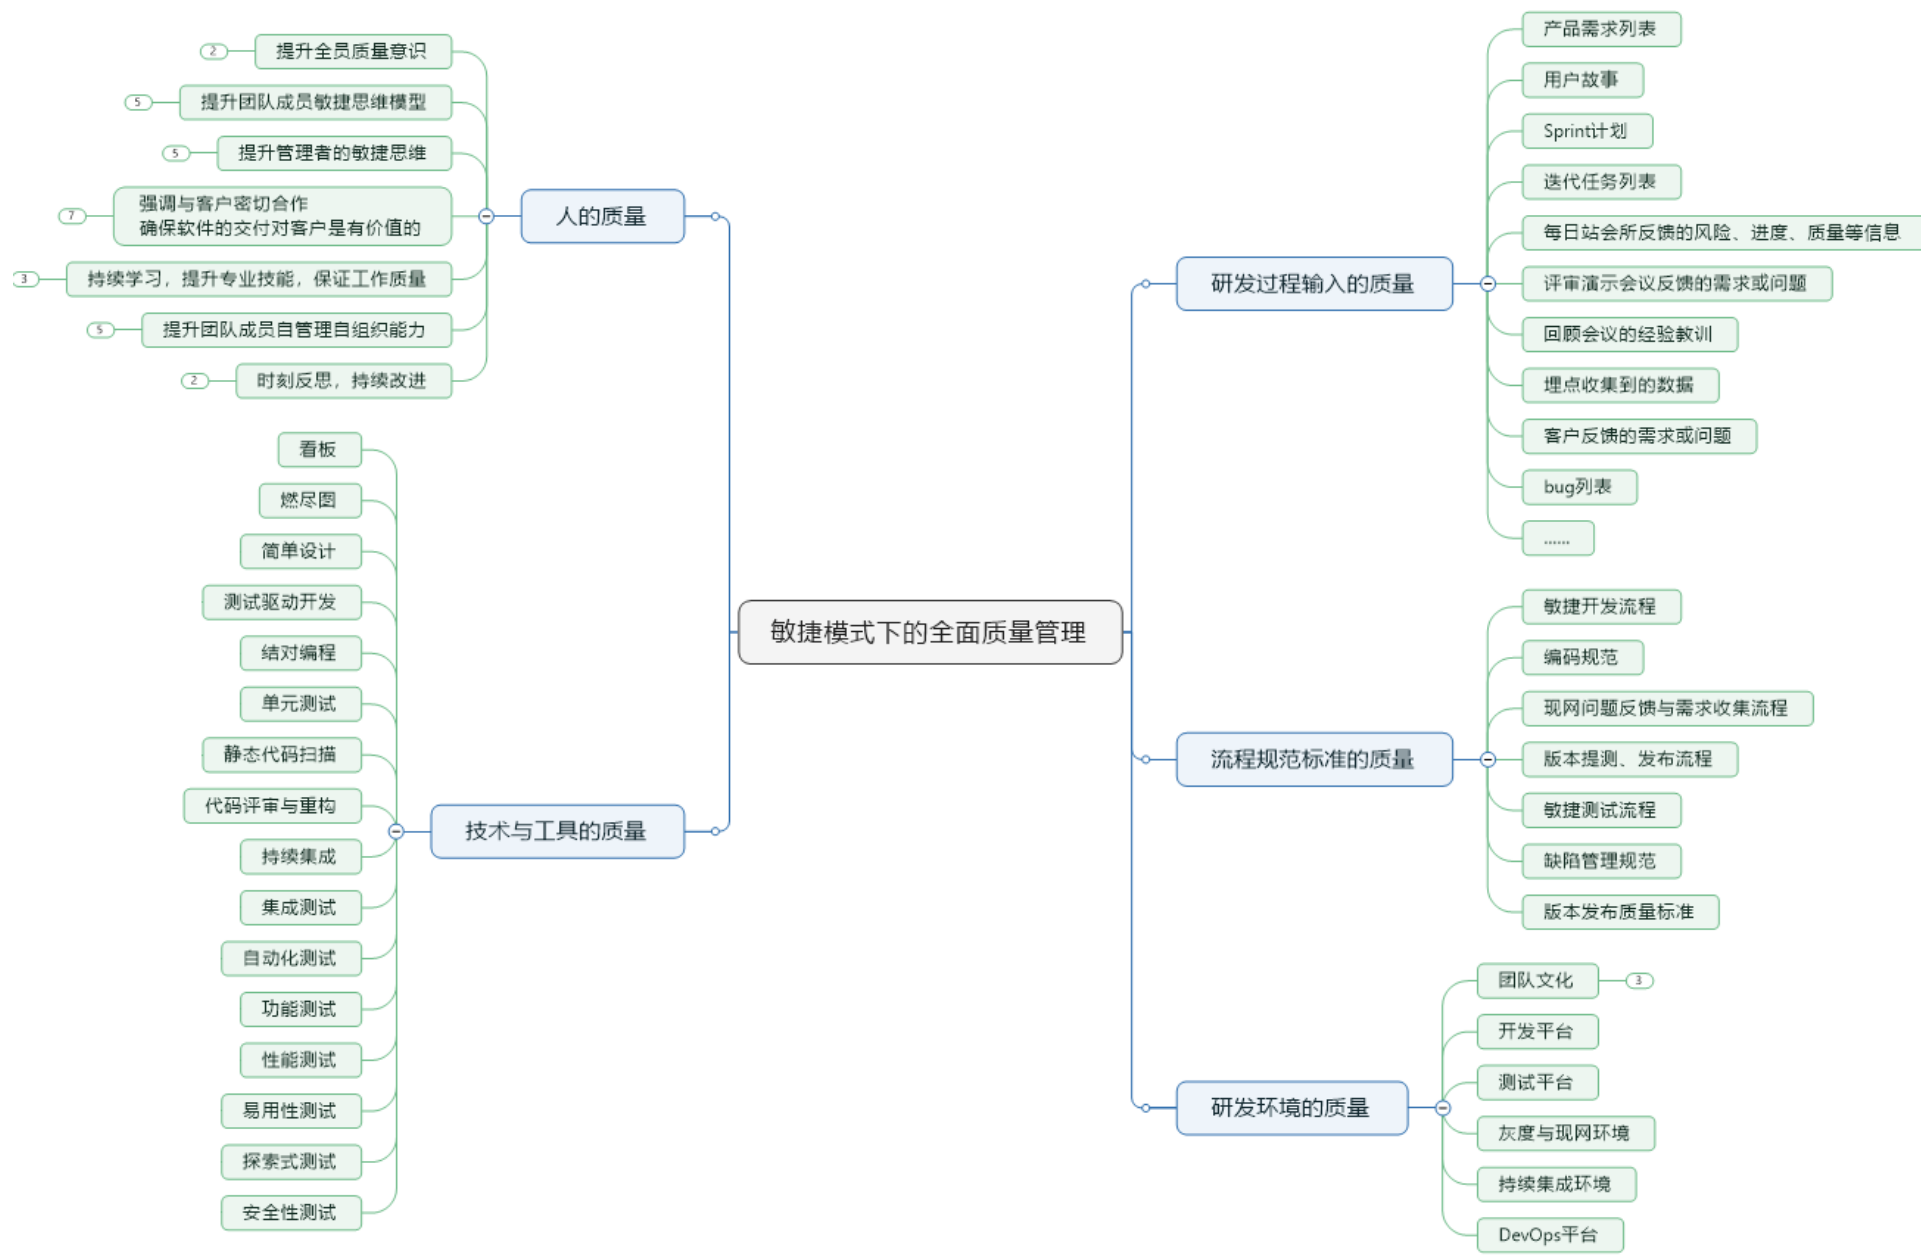 敏捷模式下的全面质量管理
人的质量
提升全员质量意识
2
提升团队成员敏捷思维模型
5
提升管理者的敏捷思维
5
强调与客户密切合作
确保软件的交付对客户是有价值的
7
持续学习，提升专业技能，保证工作质量
3
提升团队成员自管理自组织能力
5
时刻反思，持续改进
2
技术与工具的质量
看板
燃尽图
简单设计
测试驱动开发
结对编程
单元测试
静态代码扫描
代码评审与重构
持续集成
集成测试
自动化测试
功能测试
性能测试
易用性测试
探索式测试
安全性测试
研发过程输入的质量
产品需求列表
用户故事
Sprint计划
迭代任务列表
每日站会所反馈的风险、进度、质量等信息
评审演示会议反馈的需求或问题
回顾会议的经验教训
埋点收集到的数据
客户反馈的需求或问题
bug列表
......
流程规范标准的质量
敏捷开发流程
编码规范
现网问题反馈与需求收集流程
版本提测、发布流程
敏捷测试流程
缺陷管理规范
版本发布质量标准
研发环境的质量
团队文化
3
开发平台
测试平台
灰度与现网环境
持续集成环境
DevOps平台